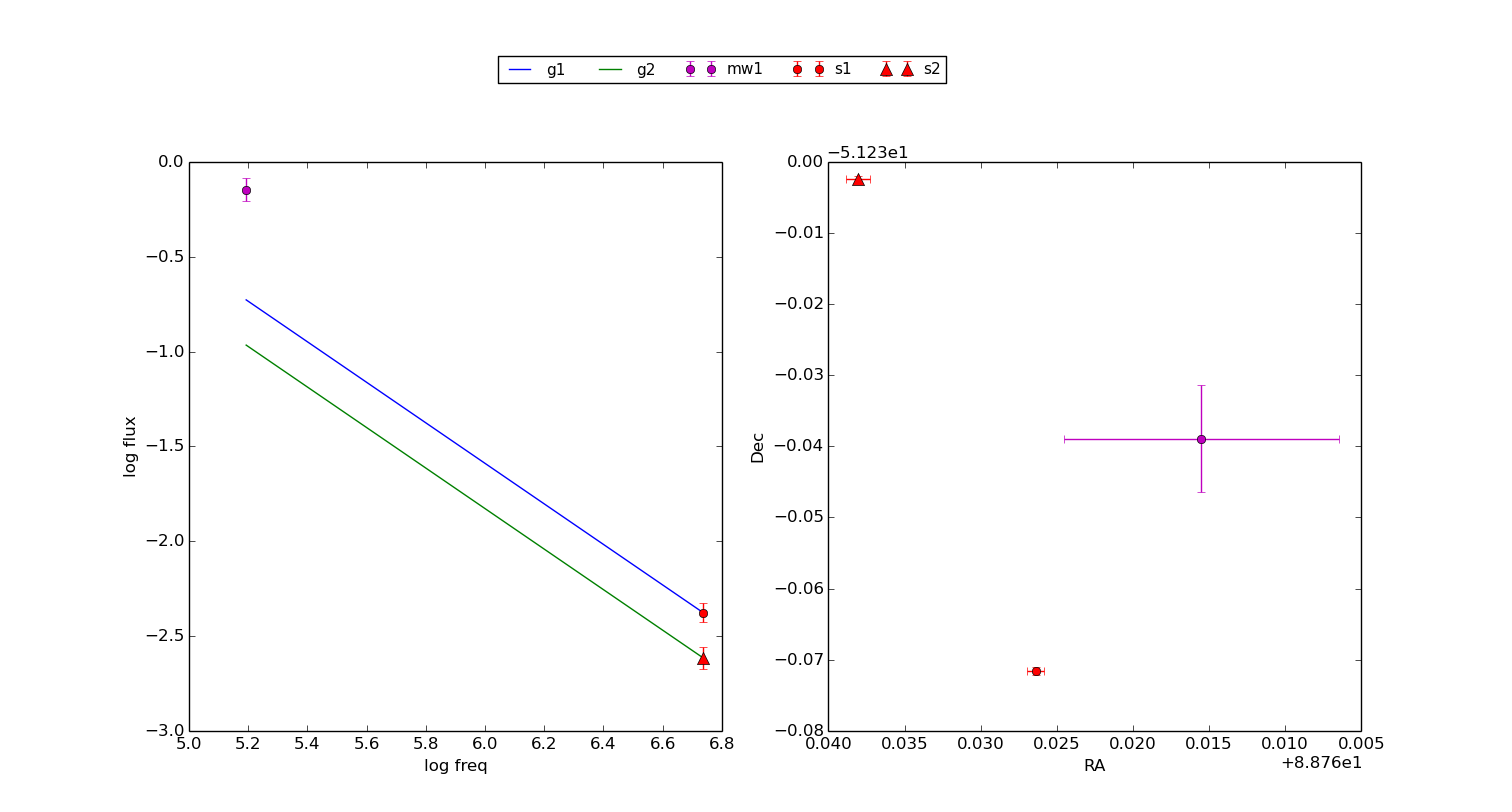 g1 g2 mw1 s1 s2
−5.123e1
0.0
−0.5
−1.0
−1.5
−2.0
−2.5
−3.0
log flux
5.0 5.2 5.4 5.6 5.8 6.0 6.2 6.4 6.6 6.8
log freq
0.00
−0.01
−0.02
−0.03
−0.04
−0.05
−0.06
−0.07
−0.08
Dec
0.040 0.035 0.030 0.025 0.020 0.015 0.010 0.005
+8.876e1
RA